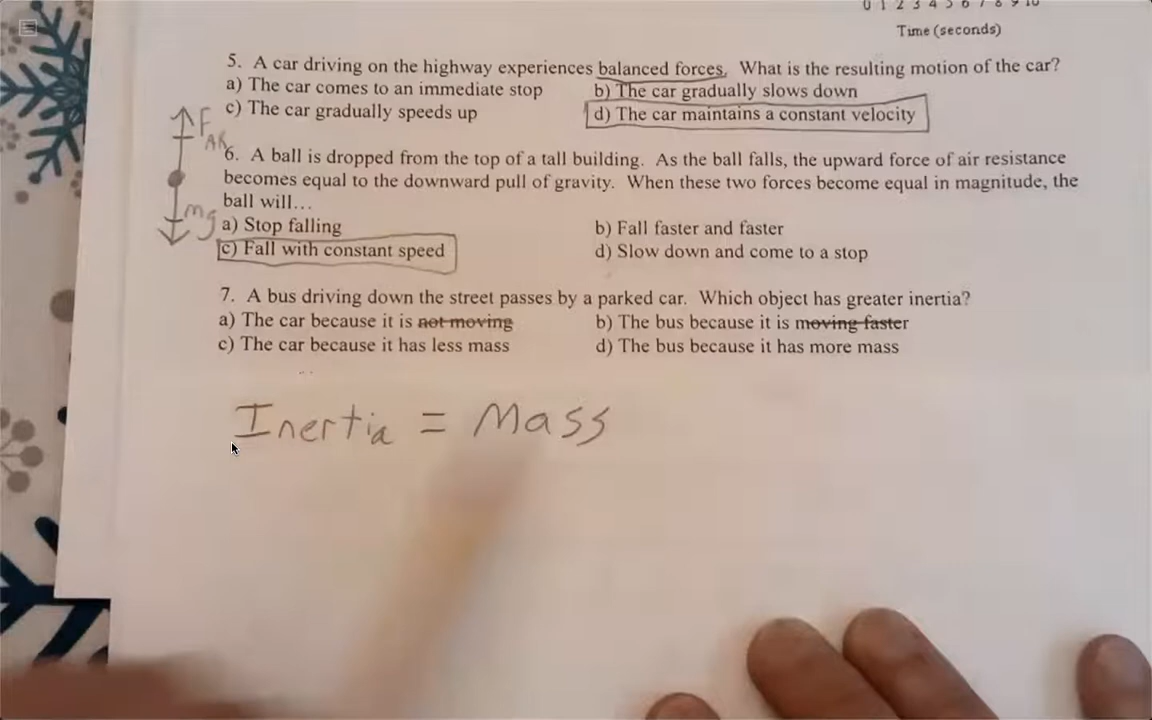 0 1 2 3 4 5 6 7 8 9 10
Time (seconds)
5. A car driving on the highway experiences balanced forces. What is the resulting motion of the car?
a) The car comes to an immediate stop b) The car gradually slows down
c) The car gradually speeds up d) The car maintains a constant velocity
F AR
6. A ball is dropped from the top of a tall building. As the ball falls, the upward force of air resistance
becomes equal to the downward pull of gravity. When these two forces become equal in magnitude, the
ball will...
mg
a) Stop falling b) Fall faster and faster
c) Fall with constant speed d) Slow down and come to a stop
7. A bus driving down the street passes by a parked car. Which object has greater inertia?
a) The car because it is not moving b) The bus because it is moving faster
c) The car because it has less mass d) The bus because it has more mass
Inertia = Mass